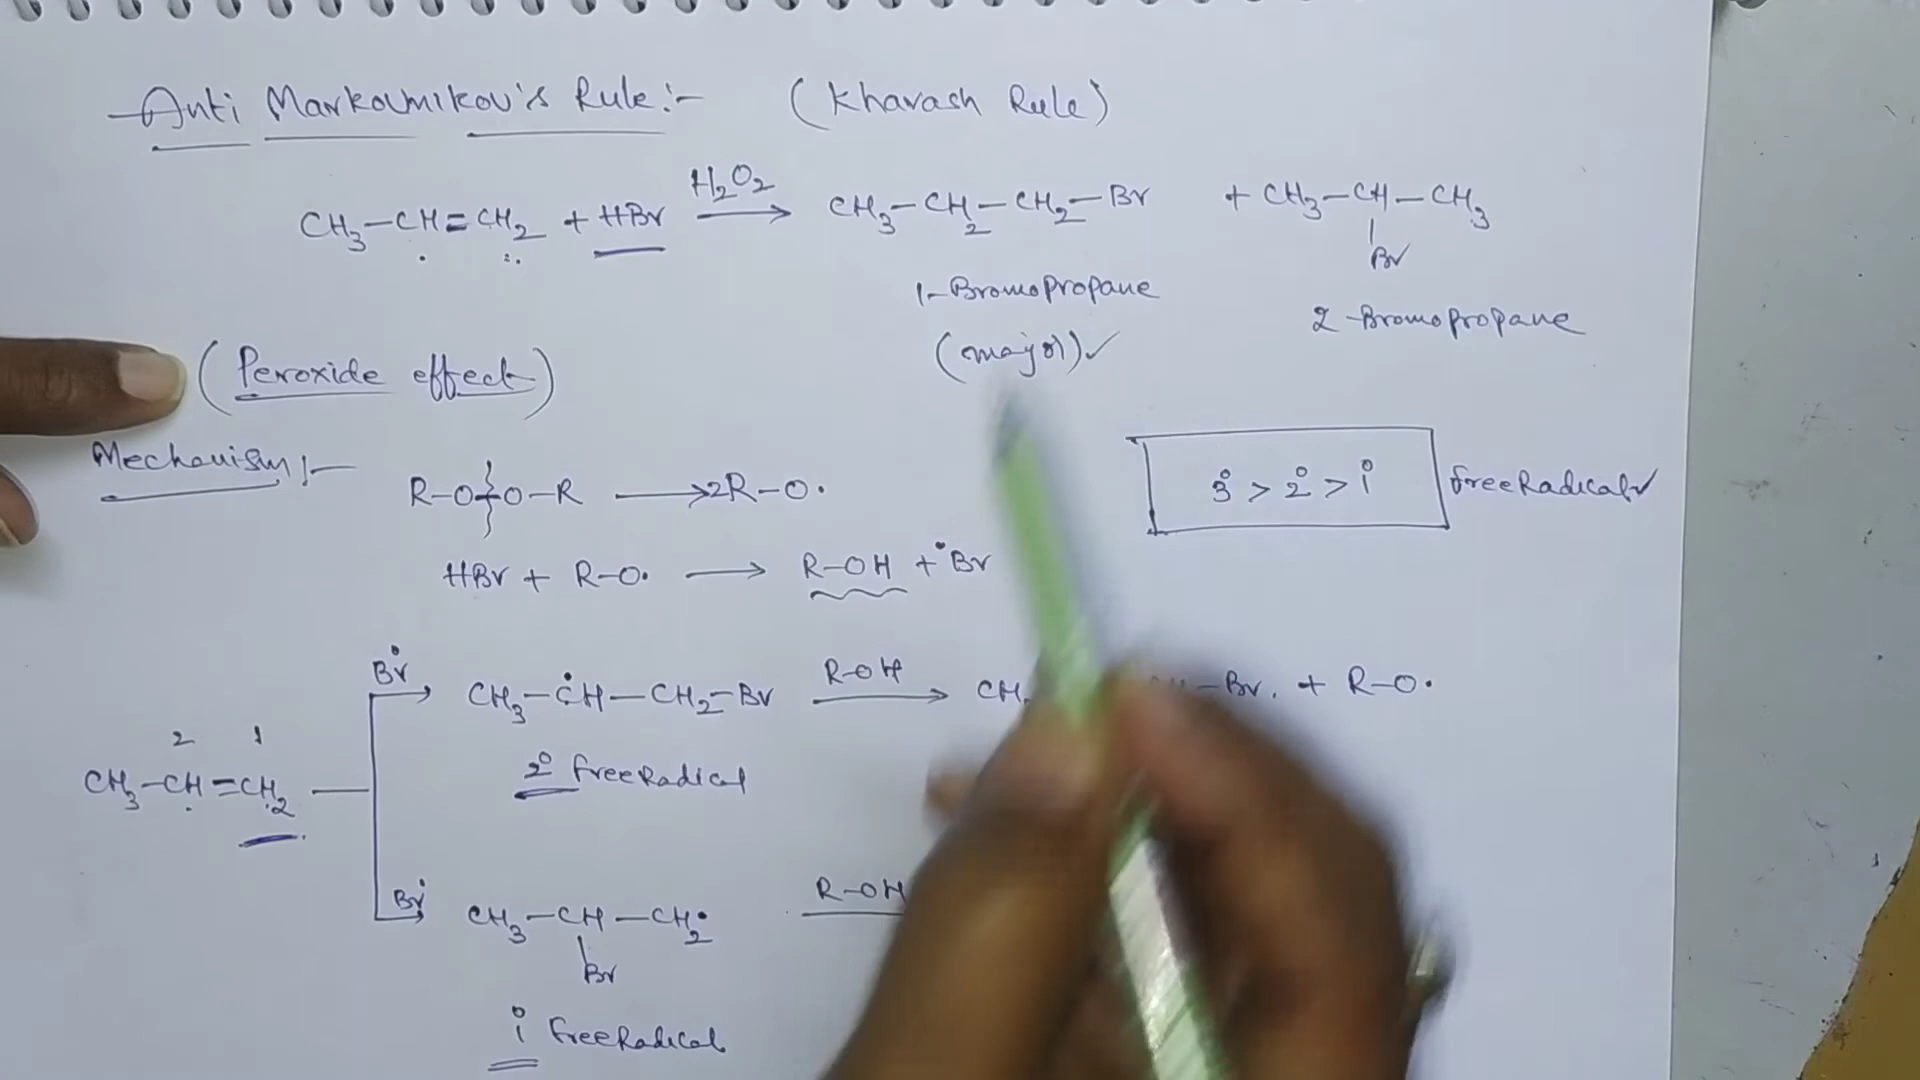 Anti Markovnikov's Rule:- (Kharash Rule)
CH3-CH=CH2 + HBr H2O2→ CH3-CH2-CH2-Br + CH3-CH-CH3
Br
1-Bromopropane
2-Bromopropane
(major)✓
(Peroxide effect)
Mechanism:-
R-O-O-R → 2R-O•
3° > 2° > 1° free Radical✓
HBr + R-O• → R-OH + •Br
CH3-CH=CH2
2 1
Br• → CH3-ĊH-CH2-Br R-OH→ CH -Br. + R-O•
2° free Radical
Br• → CH3-CH-CH2• R-OH
Br
1° free Radical